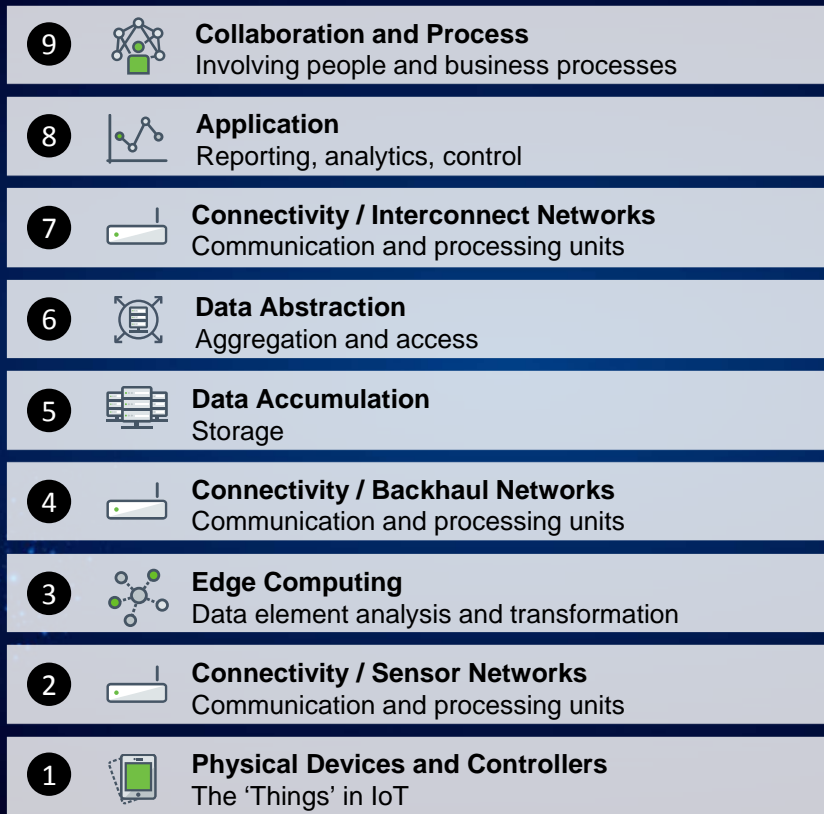 9
Collaboration and Process
Involving people and business processes
8
Application
Reporting, analytics, control
7
Connectivity / Interconnect Networks
Communication and processing units
6
Data Abstraction
Aggregation and access
5
Data Accumulation
Storage
4
Connectivity / Backhaul Networks
Communication and processing units
3
Edge Computing
Data element analysis and transformation
2
Connectivity / Sensor Networks
Communication and processing units
1
Physical Devices and Controllers
The ‘Things’ in IoT